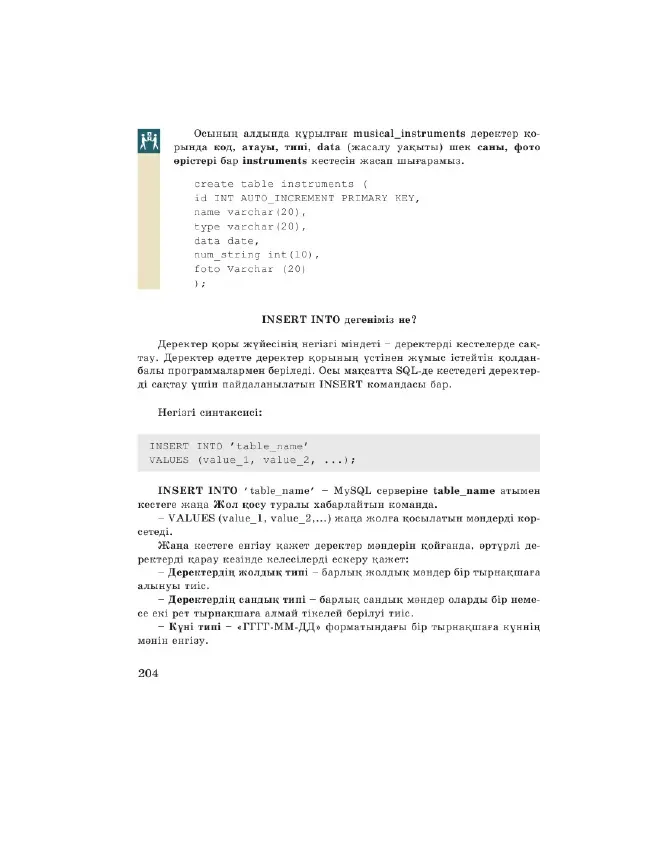 Осының алдында құрылған musical_instruments деректер қо-
рында код, атауы, типі, data (жасалу уақыты) шек саны, фото
өрістері бар instruments кестесін жасап шығарамыз.
create table instruments (
id INT AUTO_INCREMENT PRIMARY KEY,
name varchar(20),
type varchar(20),
data date,
num_string int(10),
foto Varchar (20)
);
INSERT INTO дегеніміз не?
Деректер қоры жүйесінің негізгі міндеті – деректерді кестелерде сақ-
тау. Деректер әдетте деректер қорының үстінен жұмыс істейтін қолдан-
балы программалармен беріледі. Осы мақсатта SQL-де кестедегі деректер-
ді сақтау үшін пайдаланылатын INSERT командасы бар.
Негізгі синтаксисі:
INSERT INTO 'table_name'
VALUES (value_1, value_2, ...);
INSERT INTO 'table_name' – MySQL серверіне table_name атымен
кестеге жаңа Жол қосу туралы хабарлайтын команда.
– VALUES (value_1, value_2,...) жаңа жолға қосылатын мәндерді көр-
сетеді.
Жаңа кестеге енгізу қажет деректер мәндерін қойғанда, әртүрлі де-
ректерді қарау кезінде келесілерді ескеру қажет:
– Деректердің жолдық типі – барлық жолдық мәндер бір тырнақшаға
алынуы тиіс.
– Деректердің сандық типі – барлық сандық мәндер оларды бір неме-
се екі рет тырнақшаға алмай тікелей берілуі тиіс.
– Күні типі – «ГГГГ-ММ-ДД» форматындағы бір тырнақшаға күннің
мәнін енгізу.
204